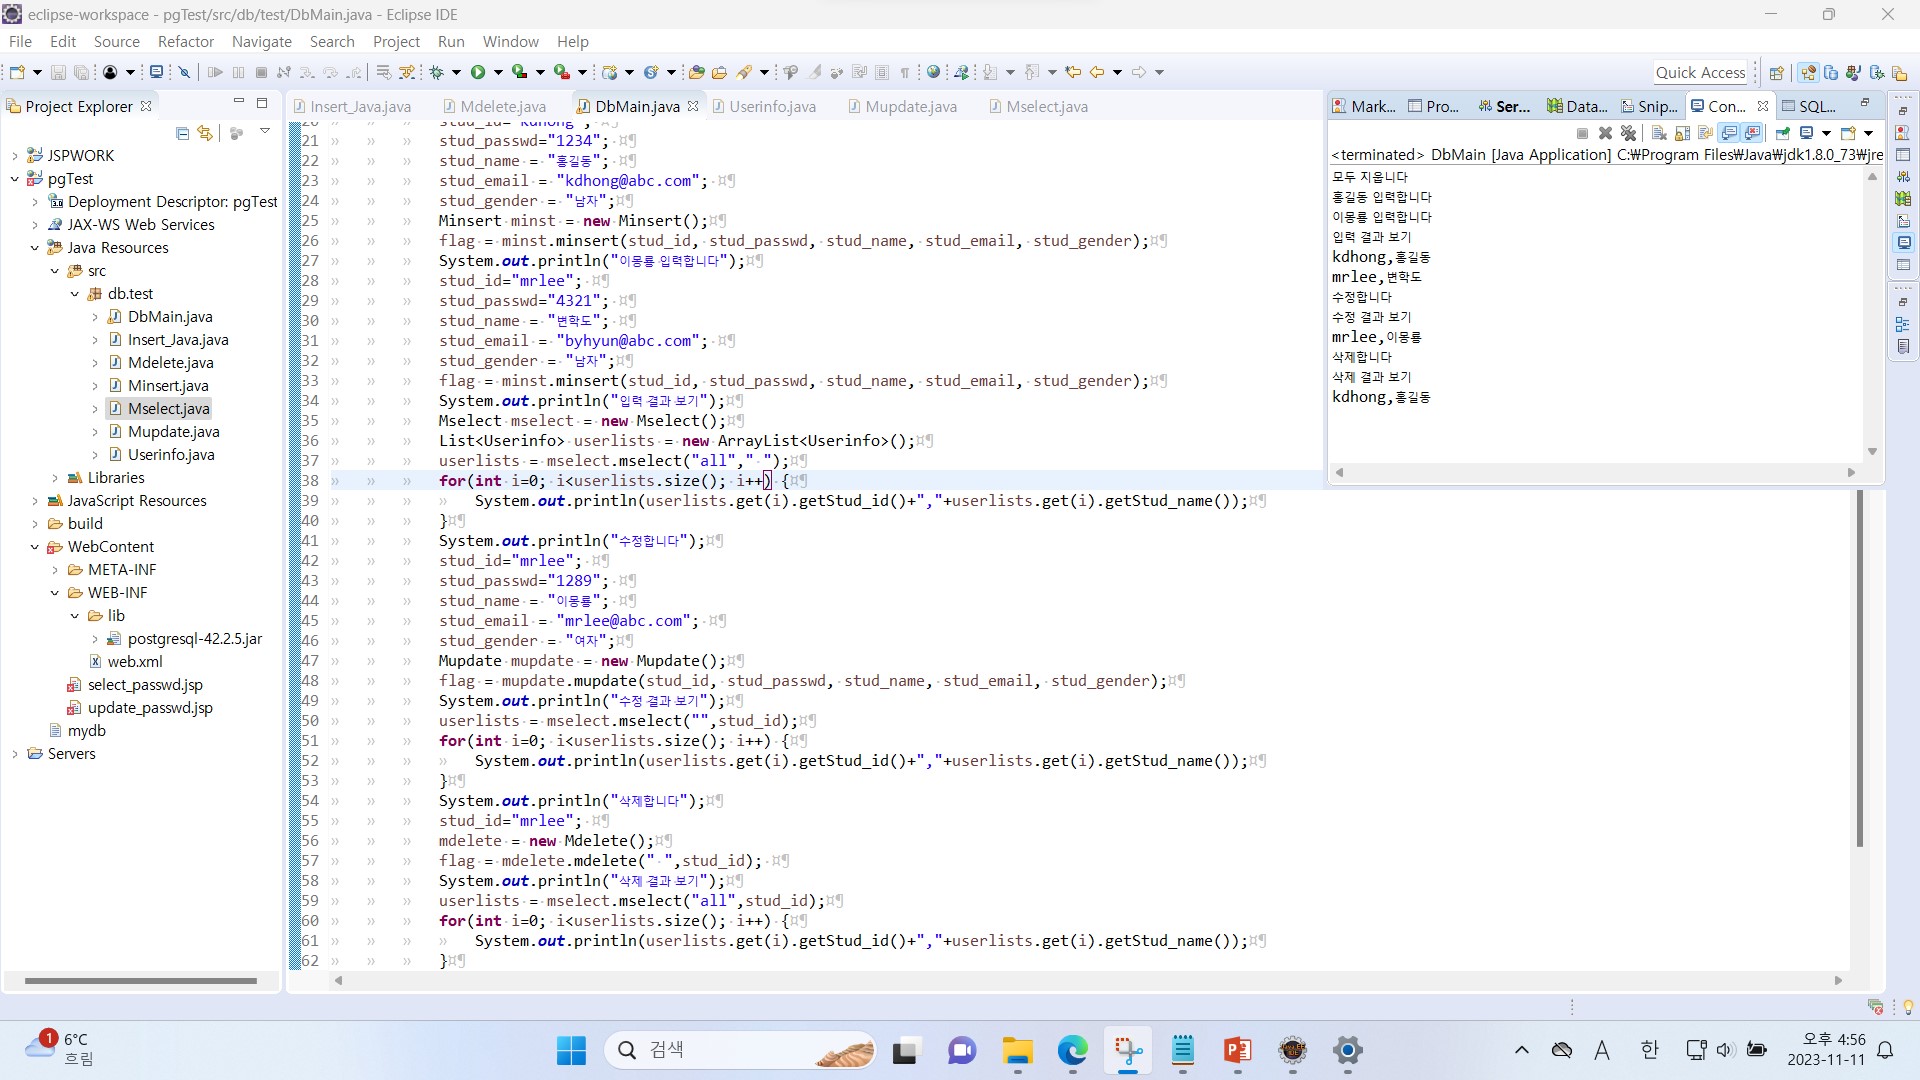 eclipse-workspace - pgTest/src/db/test/DbMain.java - Eclipse IDE
File Edit Source Refactor Navigate Search Project Run Window Help
Quick Access
Project Explorer
JSPWORK
pgTest
Deployment Descriptor: pgTest
JAX-WS Web Services
Java Resources
src
db.test
DbMain.java
Insert_Java.java
Mdelete.java
Minsert.java
Mselect.java
Mupdate.java
Userinfo.java
Libraries
JavaScript Resources
build
WebContent
META-INF
WEB-INF
lib
postgresql-42.2.5.jar
web.xml
select_passwd.jsp
update_passwd.jsp
mydb
Servers
Insert_Java.java Mdelete.java DbMain.java Userinfo.java Mupdate.java Mselect.java
20 stud_id="kdhong";
21 stud_passwd="1234";
22 stud_name = "홍길동";
23 stud_email = "kdhong@abc.com";
24 stud_gender = "남자";
25 Minsert minst = new Minsert();
26 flag = minst.minsert(stud_id, stud_passwd, stud_name, stud_email, stud_gender);
27 System.out.println("이몽룡 입력합니다");
28 stud_id="mrlee";
29 stud_passwd="4321";
30 stud_name = "변학도";
31 stud_email = "byhyun@abc.com";
32 stud_gender = "남자";
33 flag = minst.minsert(stud_id, stud_passwd, stud_name, stud_email, stud_gender);
34 System.out.println("입력 결과 보기");
35 Mselect mselect = new Mselect();
36 List<Userinfo> userlists = new ArrayList<Userinfo>();
37 userlists = mselect.mselect("all"," ");
38 for(int i=0; i<userlists.size(); i++) {
39 System.out.println(userlists.get(i).getStud_id()+","+userlists.get(i).getStud_name());
40 }
41 System.out.println("수정합니다");
42 stud_id="mrlee";
43 stud_passwd="1289";
44 stud_name = "이몽룡";
45 stud_email = "mrlee@abc.com";
46 stud_gender = "여자";
47 Mupdate mupdate = new Mupdate();
48 flag = mupdate.mupdate(stud_id, stud_passwd, stud_name, stud_email, stud_gender);
49 System.out.println("수정 결과 보기");
50 userlists = mselect.mselect("",stud_id);
51 for(int i=0; i<userlists.size(); i++) {
52 System.out.println(userlists.get(i).getStud_id()+","+userlists.get(i).getStud_name());
53 }
54 System.out.println("삭제합니다");
55 stud_id="mrlee";
56 mdelete = new Mdelete();
57 flag = mdelete.mdelete(" ",stud_id);
58 System.out.println("삭제 결과 보기");
59 userlists = mselect.mselect("all",stud_id);
60 for(int i=0; i<userlists.size(); i++) {
61 System.out.println(userlists.get(i).getStud_id()+","+userlists.get(i).getStud_name());
62 }
Mark... Pro... Ser... Data... Snip... Con... SQL...
<terminated> DbMain [Java Application] C:₩Program Files₩Java₩jdk1.8.0_73₩jre
모두 지웁니다
홍길동 입력합니다
이몽룡 입력합니다
입력 결과 보기
kdhong,홍길동
mrlee,변학도
수정합니다
수정 결과 보기
mrlee,이몽룡
삭제합니다
삭제 결과 보기
kdhong,홍길동
1
6°C
흐림
검색
A 한
오후 4:56
2023-11-11